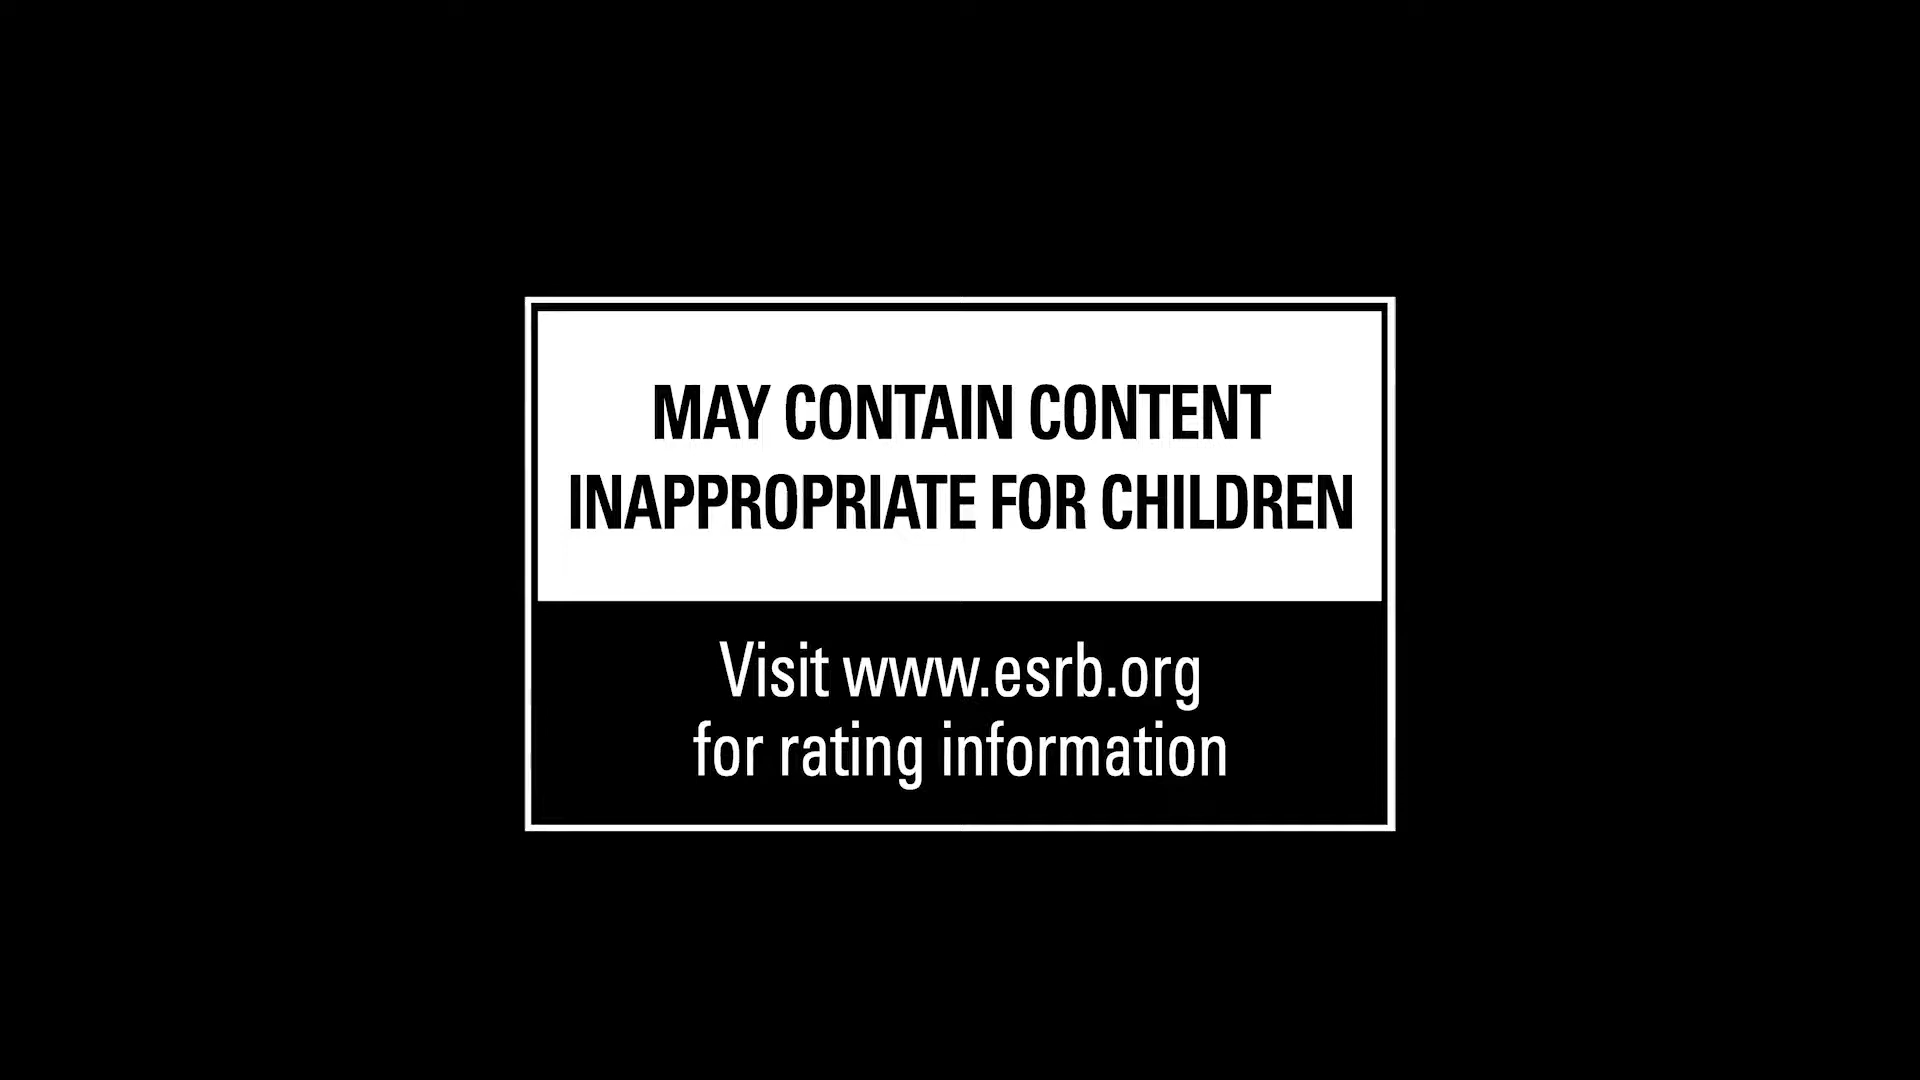 MAY CONTAIN CONTENT
INAPPROPRIATE FOR CHILDREN
Visit www.esrb.org
for rating information